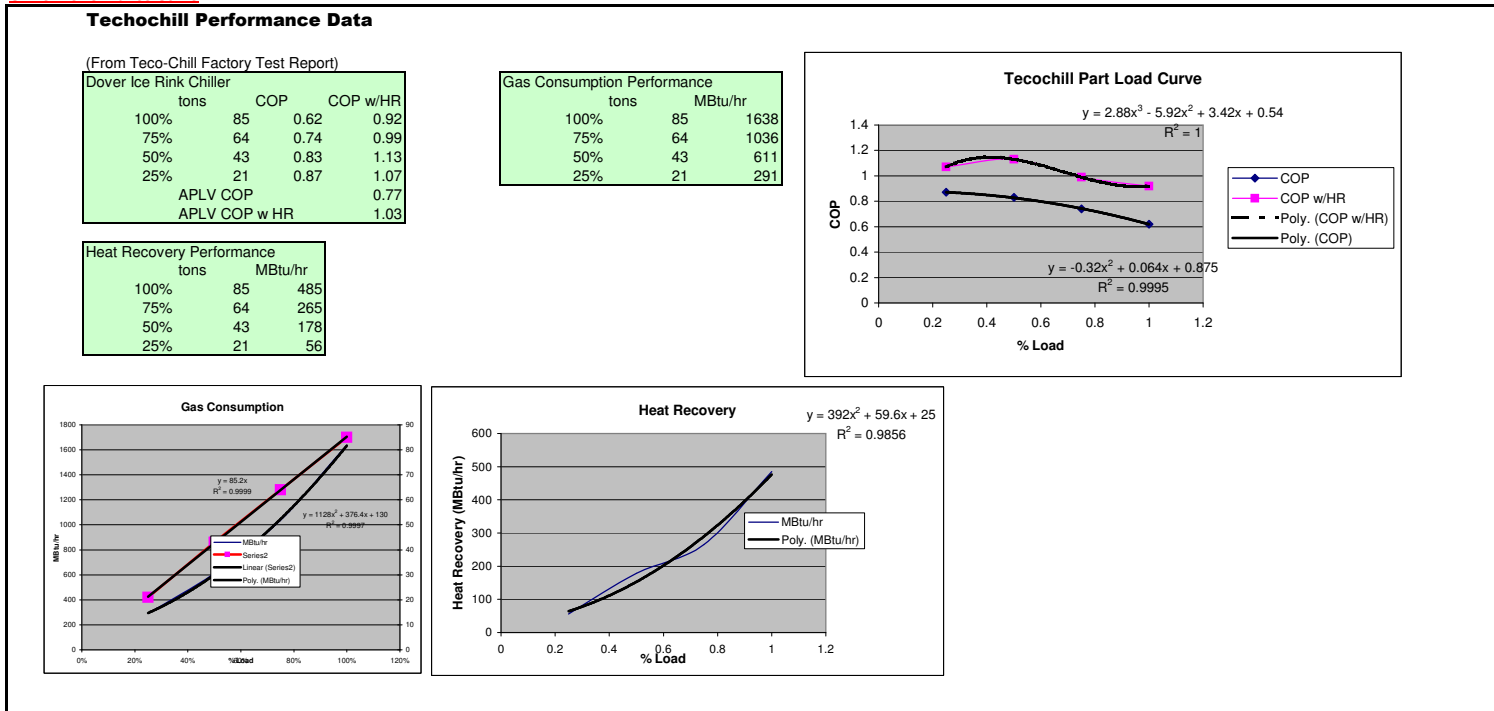 Techochill Performance Data
(From Teco-Chill Factory Test Report)
Dover Ice Rink Chiller
tons COP COP w/HR
100% 85 0.62 0.92
75% 64 0.74 0.99
50% 43 0.83 1.13
25% 21 0.87 1.07
APLV COP 0.77
APLV COP w HR 1.03
Gas Consumption Performance
tons MBtu/hr
100% 85 1638
75% 64 1036
50% 43 611
25% 21 291
Heat Recovery Performance
tons MBtu/hr
100% 85 485
75% 64 265
50% 43 178
25% 21 56
Tecochill Part Load Curve
y = 2.88x³ - 5.92x² + 3.42x + 0.54
R² = 1
1.4
1.2
1
0.8
0.6
0.4
0.2
0
COP
y = -0.32x² + 0.064x + 0.875
R² = 0.9995
0 0.2 0.4 0.6 0.8 1 1.2
% Load
COP
COP w/HR
Poly. (COP w/HR)
Poly. (COP)
Gas Consumption
1800
1600
1400
1200
1000
800
600
400
200
0
MBtu/hr
90
80
70
60
50
40
30
20
10
0
y = 85.2x
R² = 0.9999
y = 1128x² + 376.4x + 130
R² = 0.9997
MBtu/hr
Series2
Linear (Series2)
Poly. (MBtu/hr)
0% 20% 40% 80% 100% 120%
% Load
Heat Recovery
y = 392x² + 59.6x + 25
R² = 0.9856
600
500
400
300
200
100
0
Heat Recovery (MBtu/hr)
MBtu/hr
Poly. (MBtu/hr)
0 0.2 0.4 0.6 0.8 1 1.2
% Load